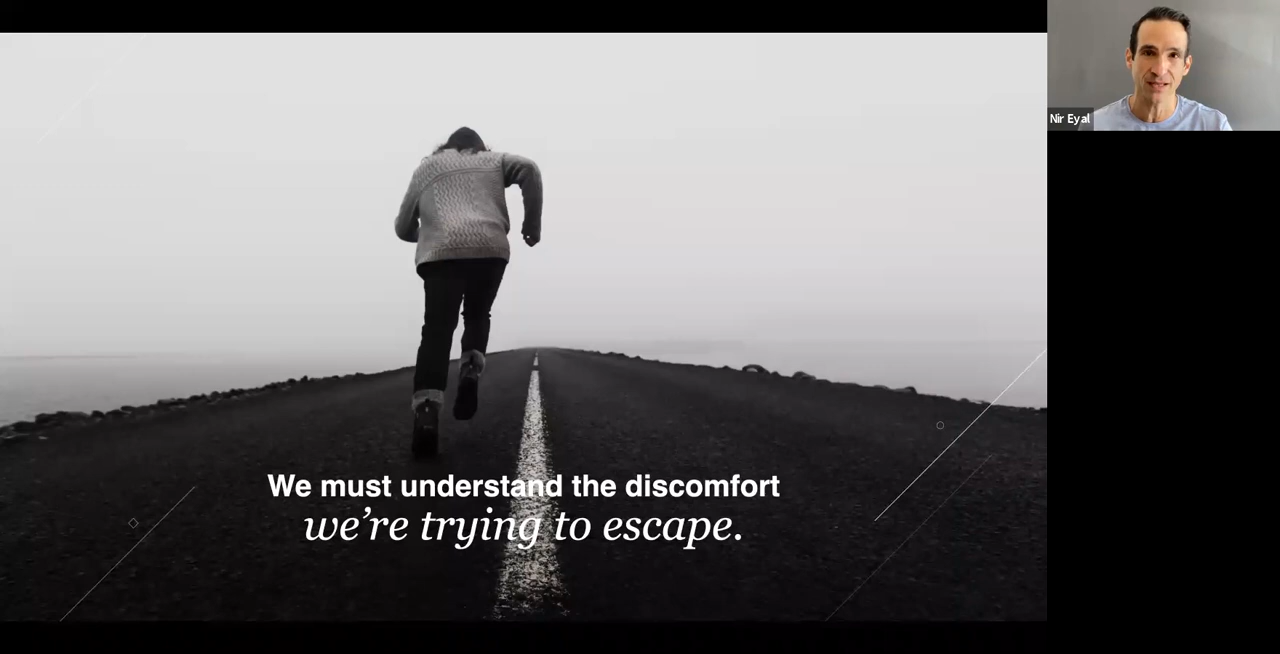 We must understand the discomfort
we’re trying to escape.
Nir Eyal